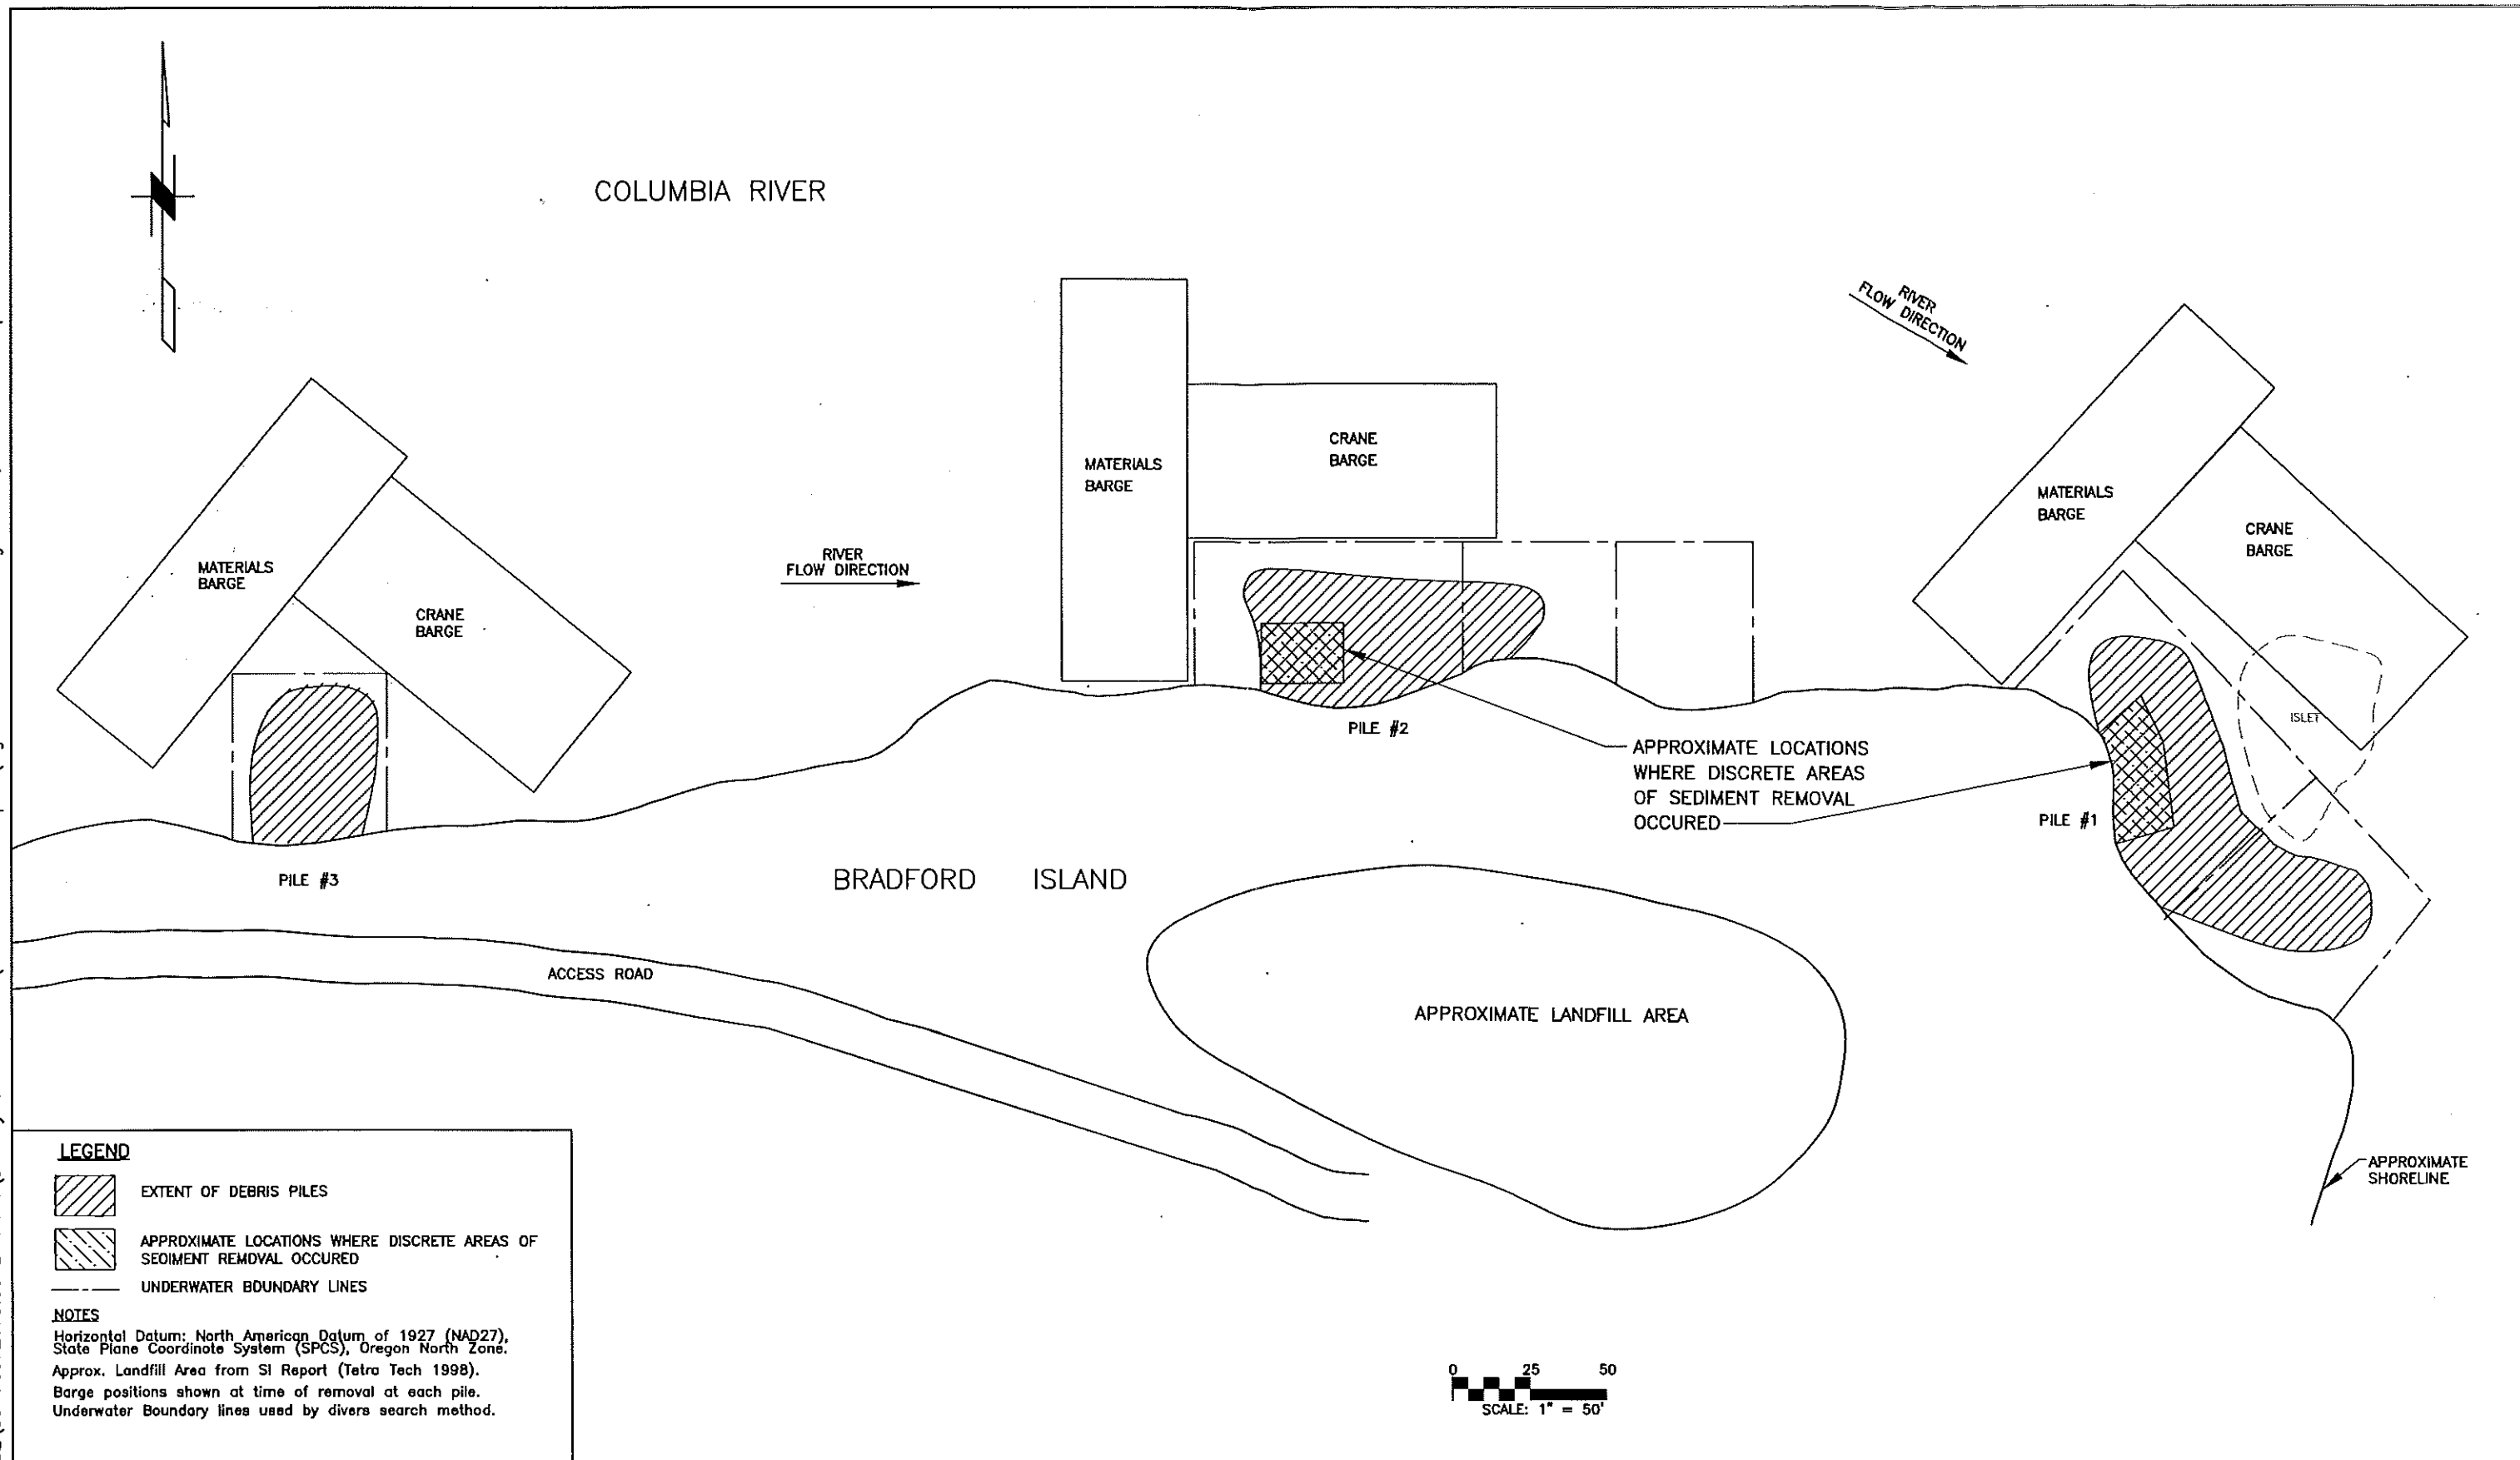 COLUMBIA RIVER
RIVER
FLOW DIRECTION
MATERIALS
BARGE
CRANE
BARGE
MATERIALS
BARGE
CRANE
BARGE
RIVER
FLOW DIRECTION
MATERIALS
BARGE
CRANE
BARGE
ISLET
PILE #2
APPROXIMATE LOCATIONS
WHERE DISCRETE AREAS
OF SEDIMENT REMOVAL
OCCURED
PILE #1
PILE #3
BRADFORD ISLAND
ACCESS ROAD
APPROXIMATE LANDFILL AREA
APPROXIMATE
SHORELINE
LEGEND
EXTENT OF DEBRIS PILES
APPROXIMATE LOCATIONS WHERE DISCRETE AREAS OF
SEDIMENT REMOVAL OCCURED
UNDERWATER BOUNDARY LINES
NOTES
Horizontal Datum: North American Datum of 1927 (NAD27),
State Plane Coordinate System (SPCS), Oregon North Zone.
Approx. Landfill Area from SI Report (Tetra Tech 1998).
Barge positions shown at time of removal at each pile.
Underwater Boundary lines used by divers search method.
0 25 50
SCALE: 1" = 50'